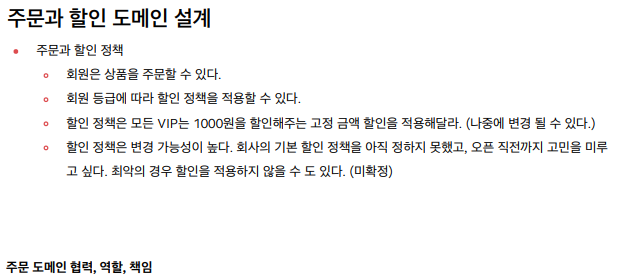 주문과 할인 도메인 설계
주문과 할인 정책
회원은 상품을 주문할 수 있다.
회원 등급에 따라 할인 정책을 적용할 수 있다.
할인 정책은 모든 VIP는 1000원을 할인해주는 고정 금액 할인을 적용해달라. (나중에 변경 될 수 있다.)
할인 정책은 변경 가능성이 높다. 회사의 기본 할인 정책을 아직 정하지 못했고, 오픈 직전까지 고민을 미루
고 싶다. 최악의 경우 할인을 적용하지 않을 수 도 있다. (미확정)
주문 도메인 협력, 역할, 책임